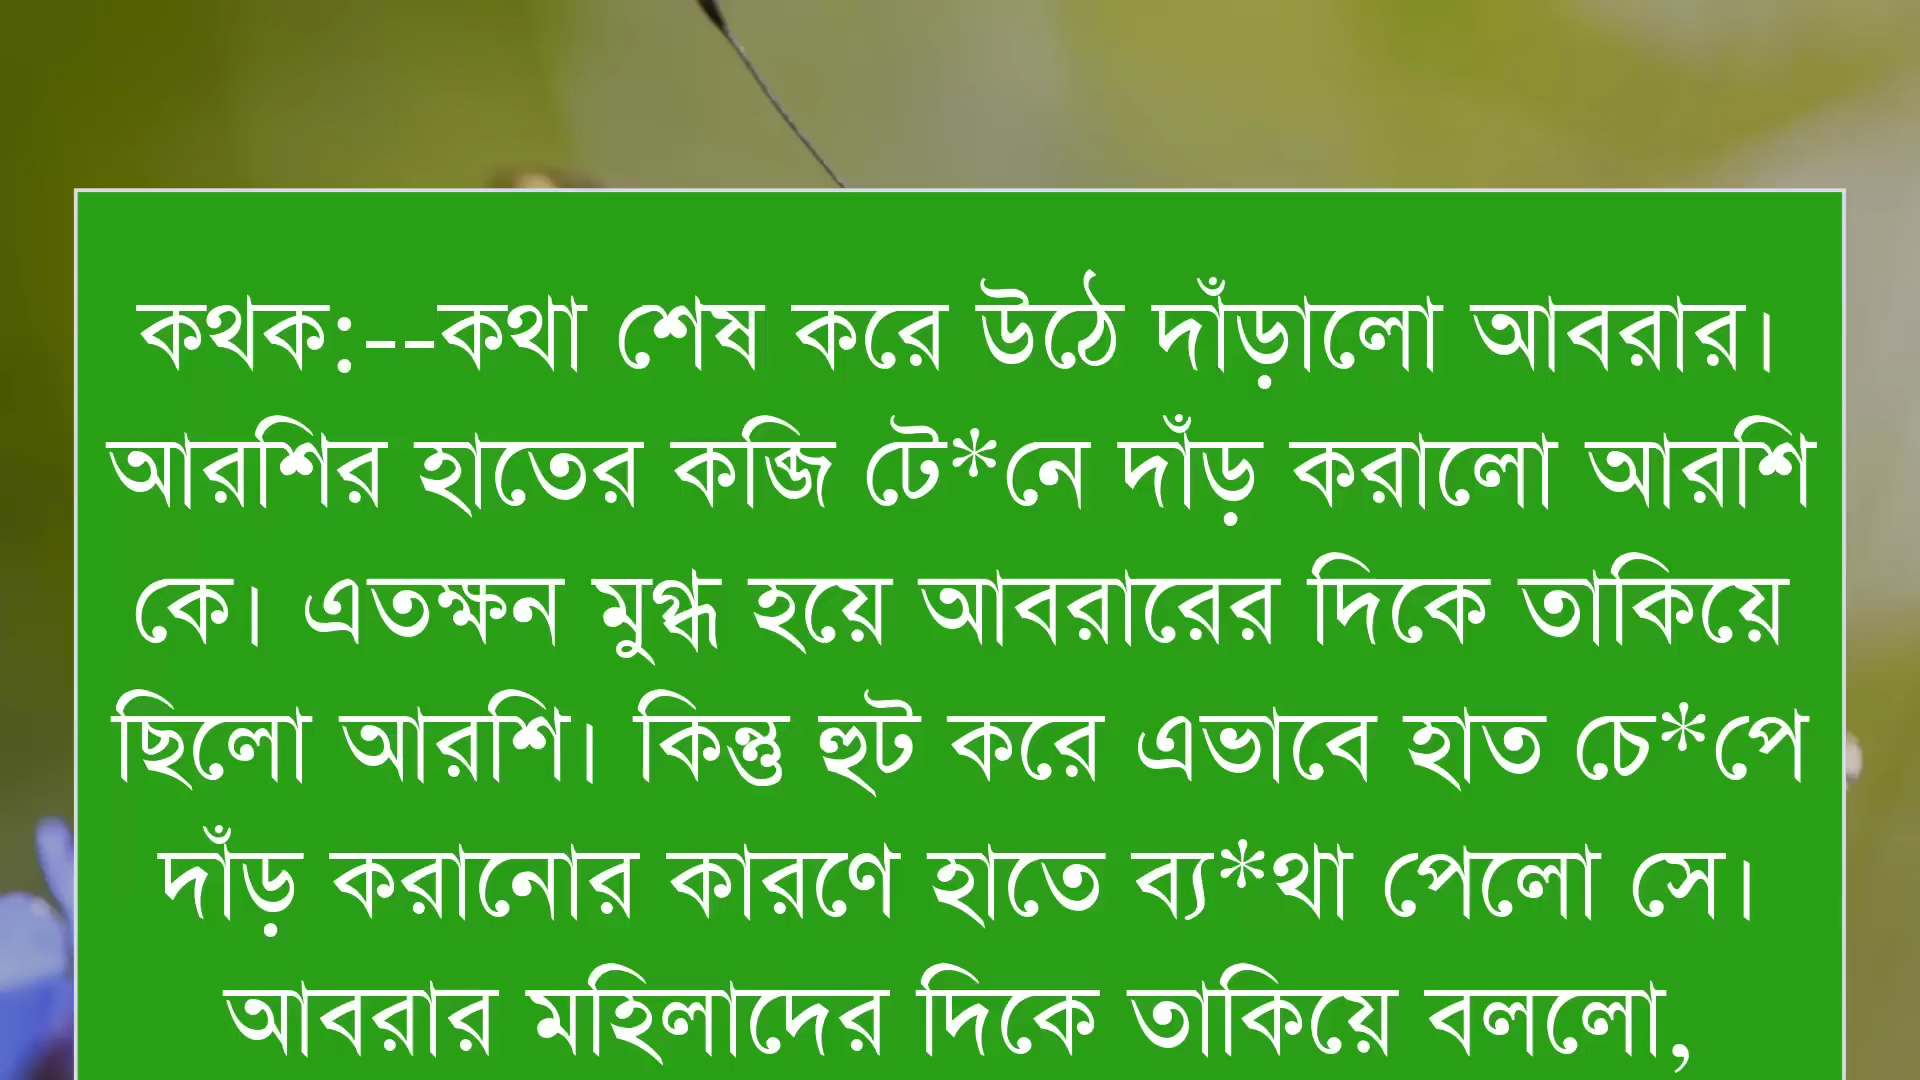 কথক:--কথা শেষ করে উঠে দাঁড়ালো আবরার।
আরশির হাতের কব্জি টে*নে দাঁড় করালো আরশি
কে। এতক্ষন মুগ্ধ হয়ে আবরারের দিকে তাকিয়ে
ছিলো আরশি। কিন্তু হুট করে এভাবে হাত চে*পে
দাঁড় করানোর কারণে হাতে ব্য*থা পেলো সে।
আবরার মহিলাদের দিকে তাকিয়ে বললো,